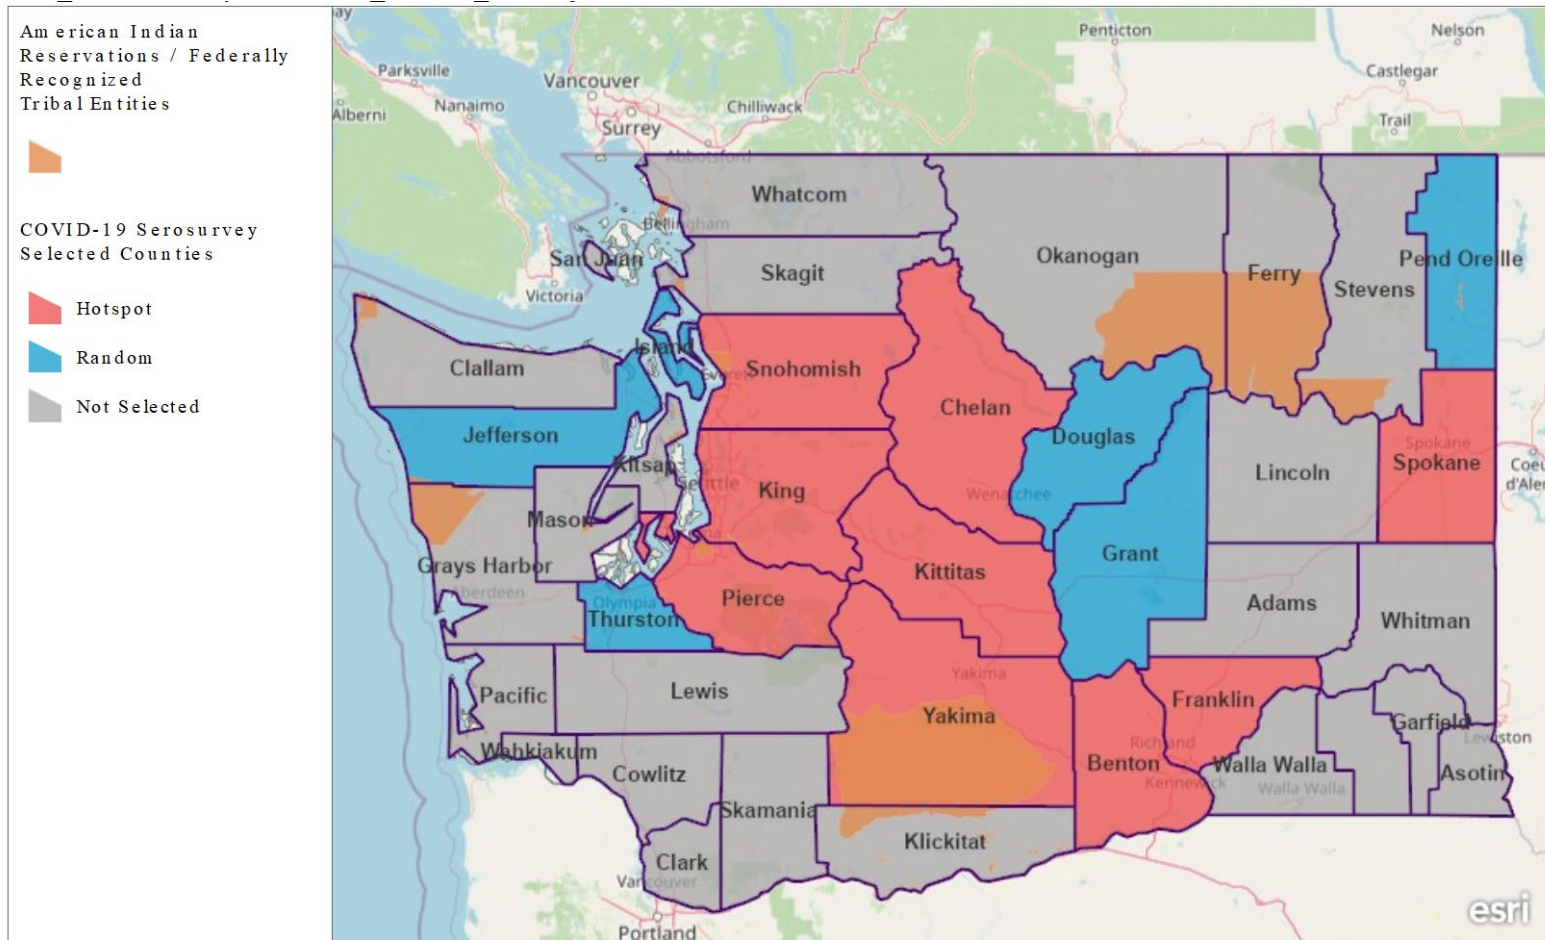 American Indian
Reservations / Federally
Recognized
Tribal Entities
COVID-19 Serosurvey
Selected Counties
Hotspot
Random
Not Selected
Penticton
Nelson
Parksville
Vancouver
Castlegar
Alberni
Nanaimo
Chilliwack
Surrey
Trail
Abbotsford
Whatcom
Bellingham
San Juan
Skagit
Okanogan
Ferry
Stevens
Pend Oreille
Victoria
Island
Clallam
Everett
Snohomish
Chelan
Jefferson
Douglas
Spokane
Kitsap
Seattle
King
Wenatchee
Lincoln
Spokane
Coeu
d'Alen
Mason
Grant
Grays Harbor
Aberdeen
Kittitas
Olympia
Thurston
Pierce
Adams
Whitman
Yakima
Pacific
Lewis
Yakima
Franklin
Garfield
Lewiston
Wahkiakum
Richland
Cowlitz
Benton
Walla Walla
Asotin
Kennewick
Walla Walla
Skamania
Klickitat
Clark
Vancouver
Portland
esri